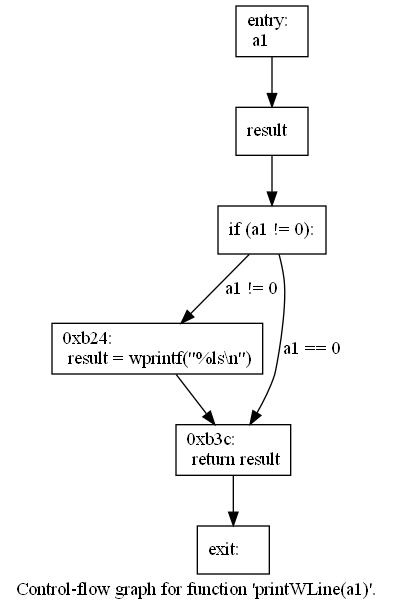 entry:
a1
result
if (a1 != 0):
a1 != 0
0xb24:
result = wprintf("%ls\n")
a1 == 0
0xb3c:
return result
exit:
Control-flow graph for function 'printWLine(a1)'.